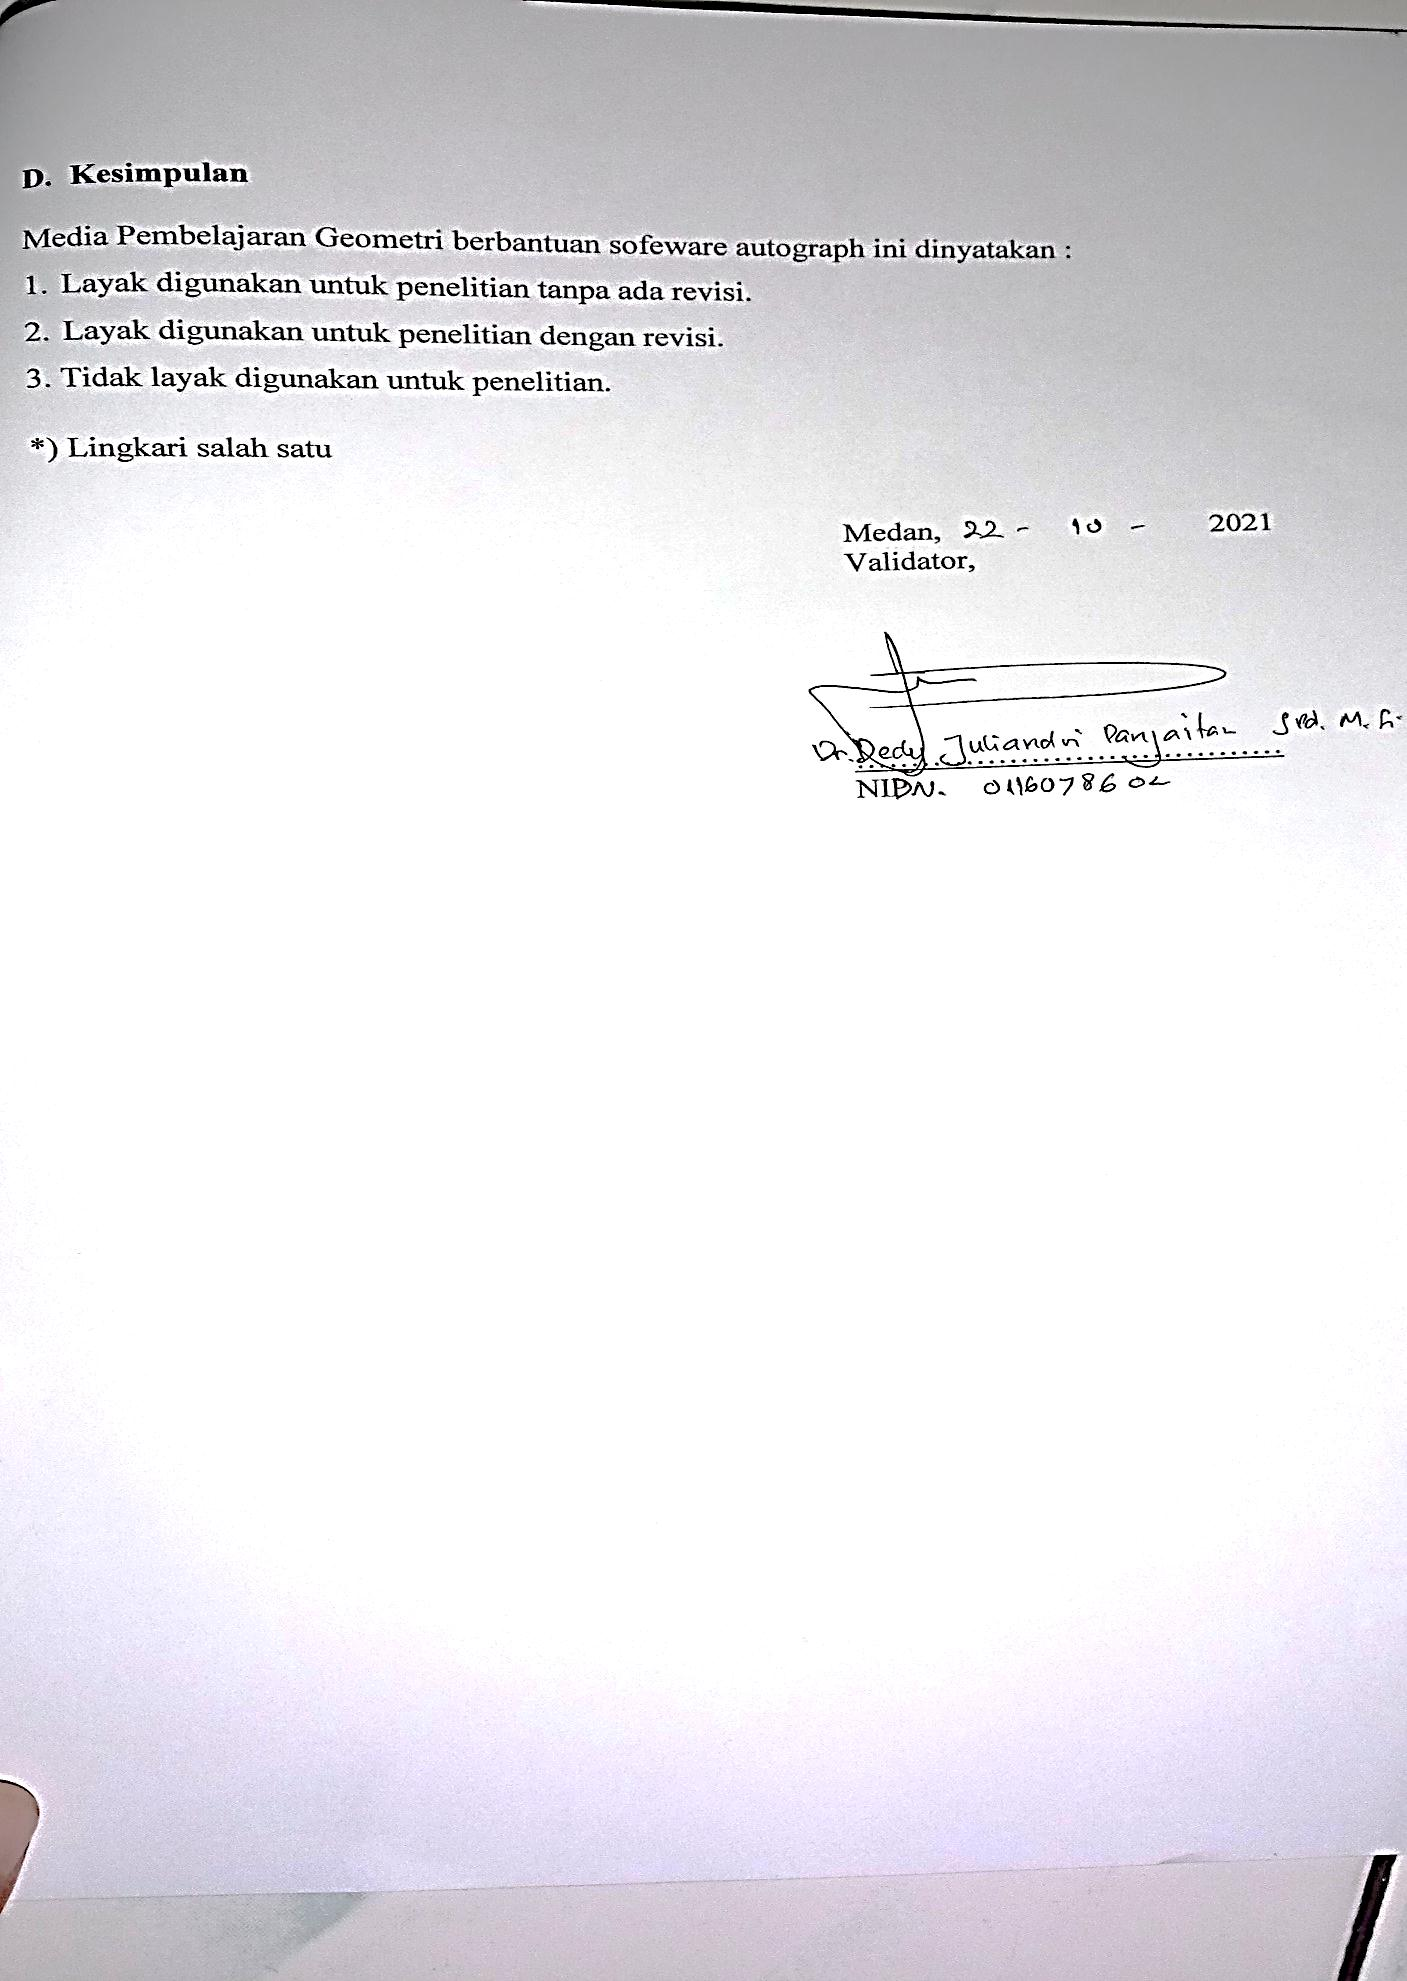 D. Kesimpulan
Media Pembelajaran Geometri berbantuan sofeware autograph ini dinyatakan :
1. Layak digunakan untuk penelitian tanpa ada revisi.
2. Layak digunakan untuk penelitian dengan revisi.
3. Tidak layak digunakan untuk penelitian.
*) Lingkari salah satu
Medan, 22 - 10 - 2021
Validator,
Dr. Dedy Juliandri Panjaitan
NIDN. 0116078602